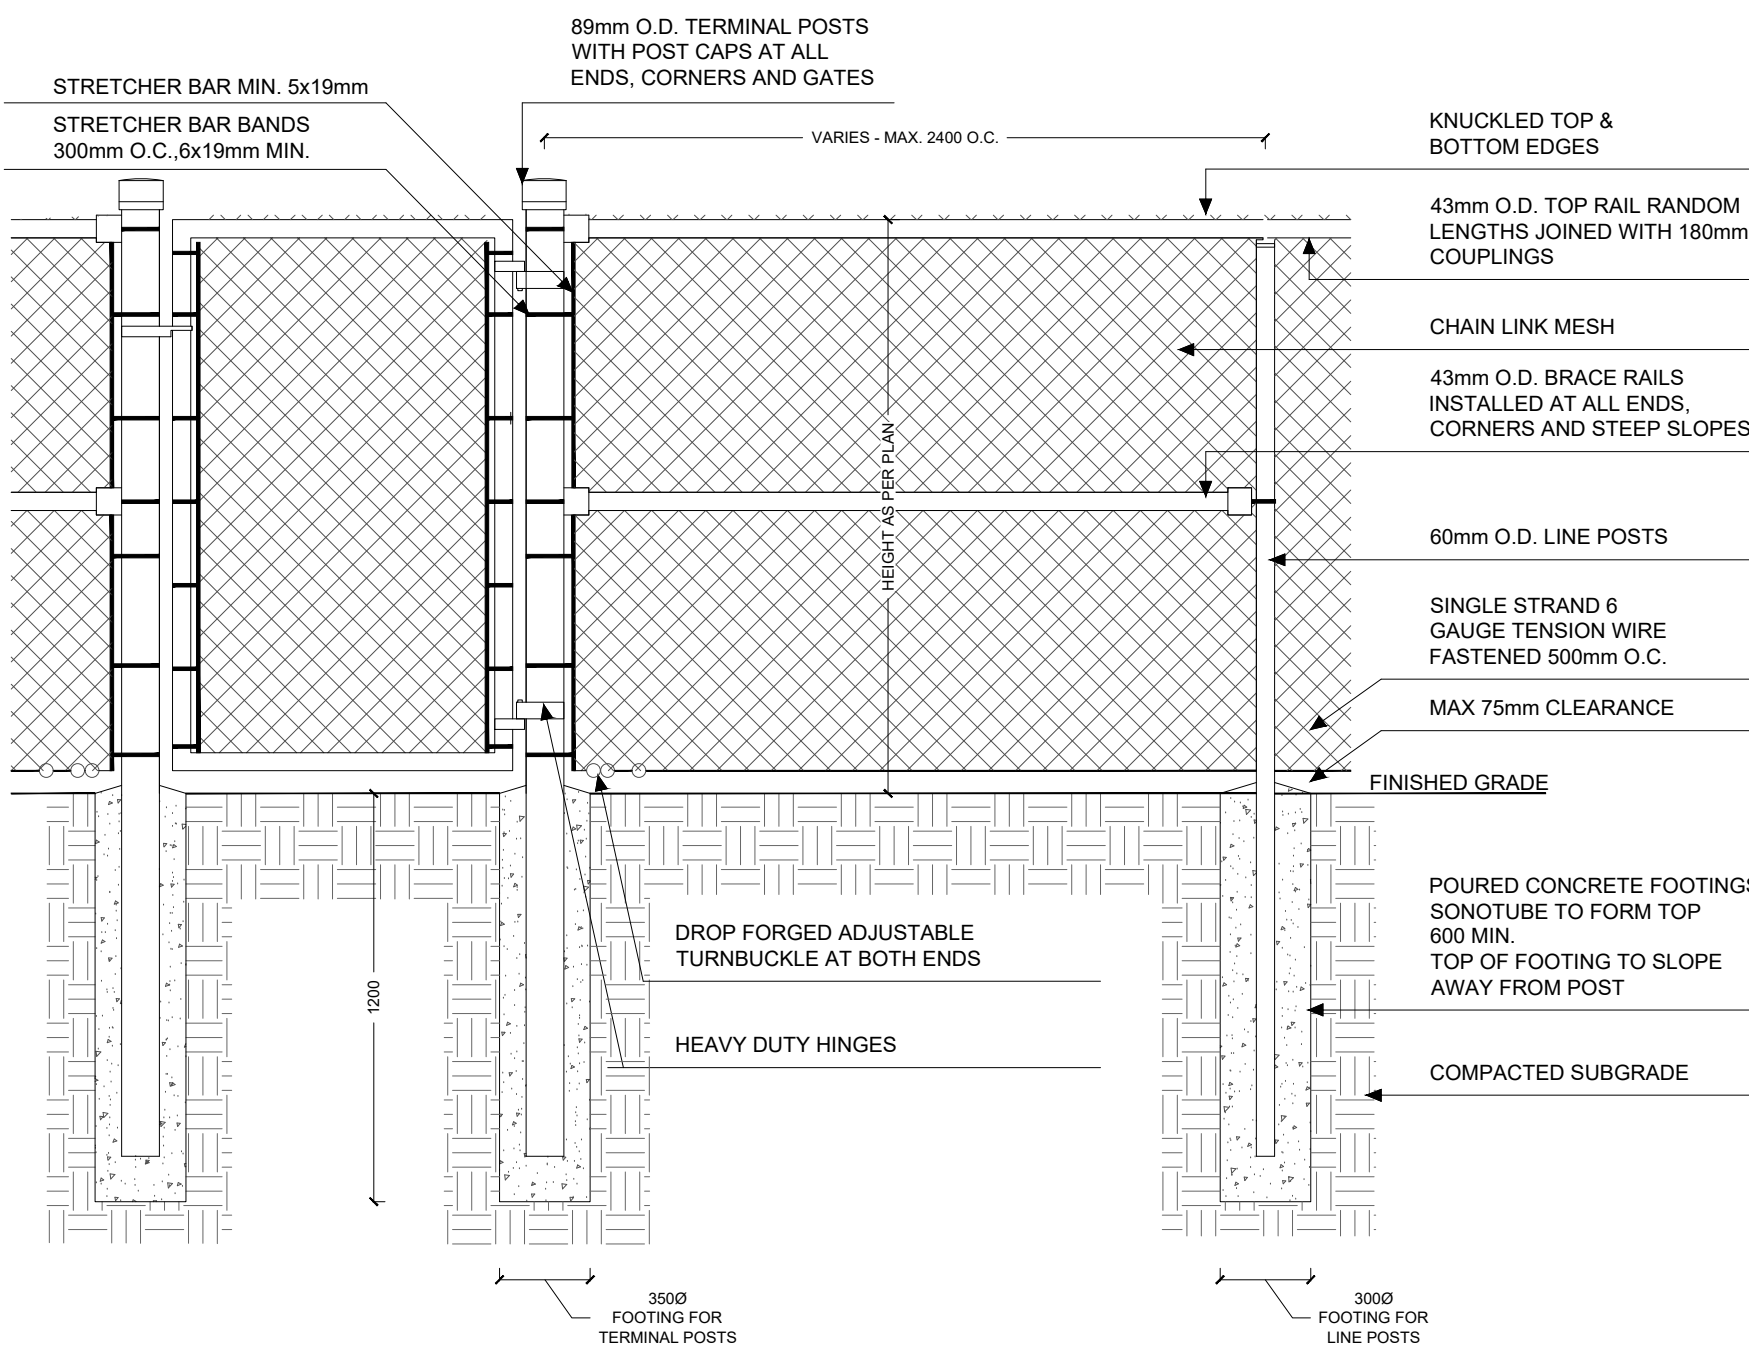 89mm O.D. TERMINAL POSTS
WITH POST CAPS AT ALL
ENDS, CORNERS AND GATES
STRETCHER BAR MIN. 5x19mm
STRETCHER BAR BANDS
300mm O.C.,6x19mm MIN.
VARIES - MAX. 2400 O.C.
KNUCKLED TOP &
BOTTOM EDGES
43mm O.D. TOP RAIL RANDOM
LENGTHS JOINED WITH 180mm
COUPLINGS
CHAIN LINK MESH
43mm O.D. BRACE RAILS
INSTALLED AT ALL ENDS,
CORNERS AND STEEP SLOPES
HEIGHT AS PER PLAN
60mm O.D. LINE POSTS
SINGLE STRAND 6
GAUGE TENSION WIRE
FASTENED 500mm O.C.
MAX 75mm CLEARANCE
FINISHED GRADE
POURED CONCRETE FOOTINGS
SONOTUBE TO FORM TOP
600 MIN.
TOP OF FOOTING TO SLOPE
AWAY FROM POST
DROP FORGED ADJUSTABLE
TURNBUCKLE AT BOTH ENDS
1200
HEAVY DUTY HINGES
COMPACTED SUBGRADE
350Ø
FOOTING FOR
TERMINAL POSTS
300Ø
FOOTING FOR
LINE POSTS